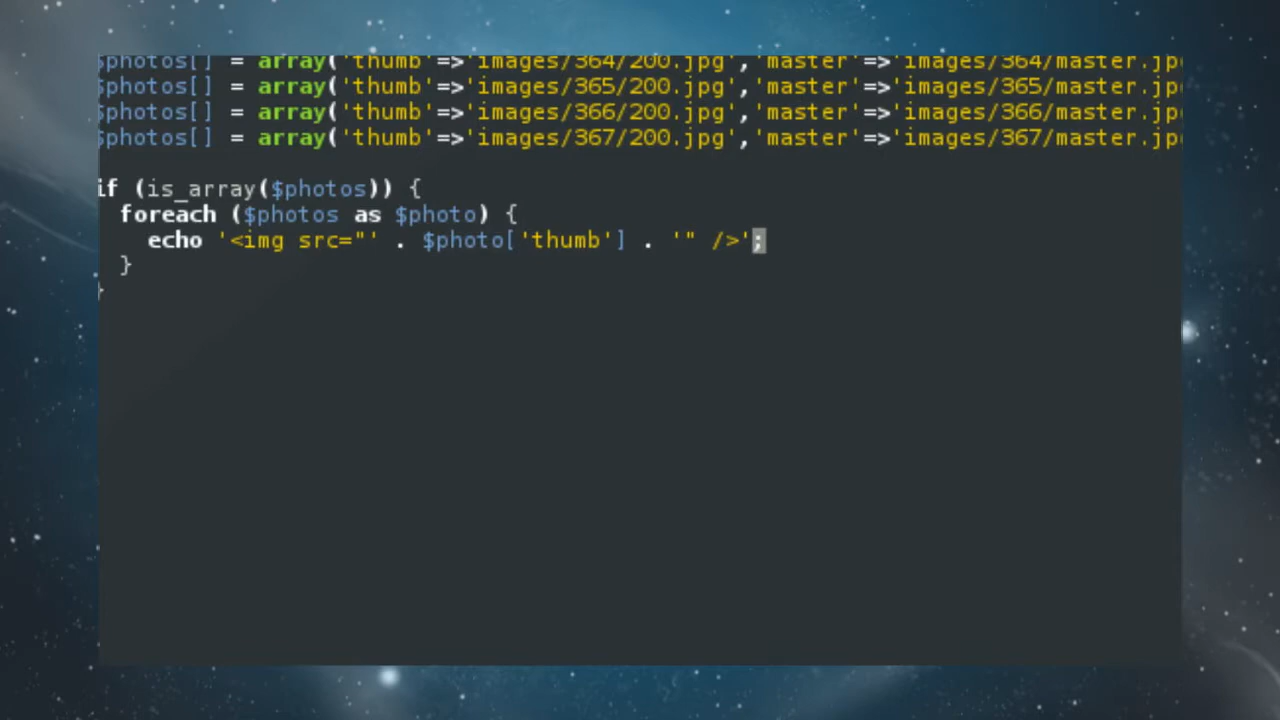 $photos[] = array('thumb'=>'images/364/200.jpg','master'=>'images/364/master.jp
$photos[] = array('thumb'=>'images/365/200.jpg','master'=>'images/365/master.jp
$photos[] = array('thumb'=>'images/366/200.jpg','master'=>'images/366/master.jp
$photos[] = array('thumb'=>'images/367/200.jpg','master'=>'images/367/master.jp
if (is_array($photos)) {
foreach ($photos as $photo) {
echo '<img src="' . $photo['thumb'] . '" />';
}
}